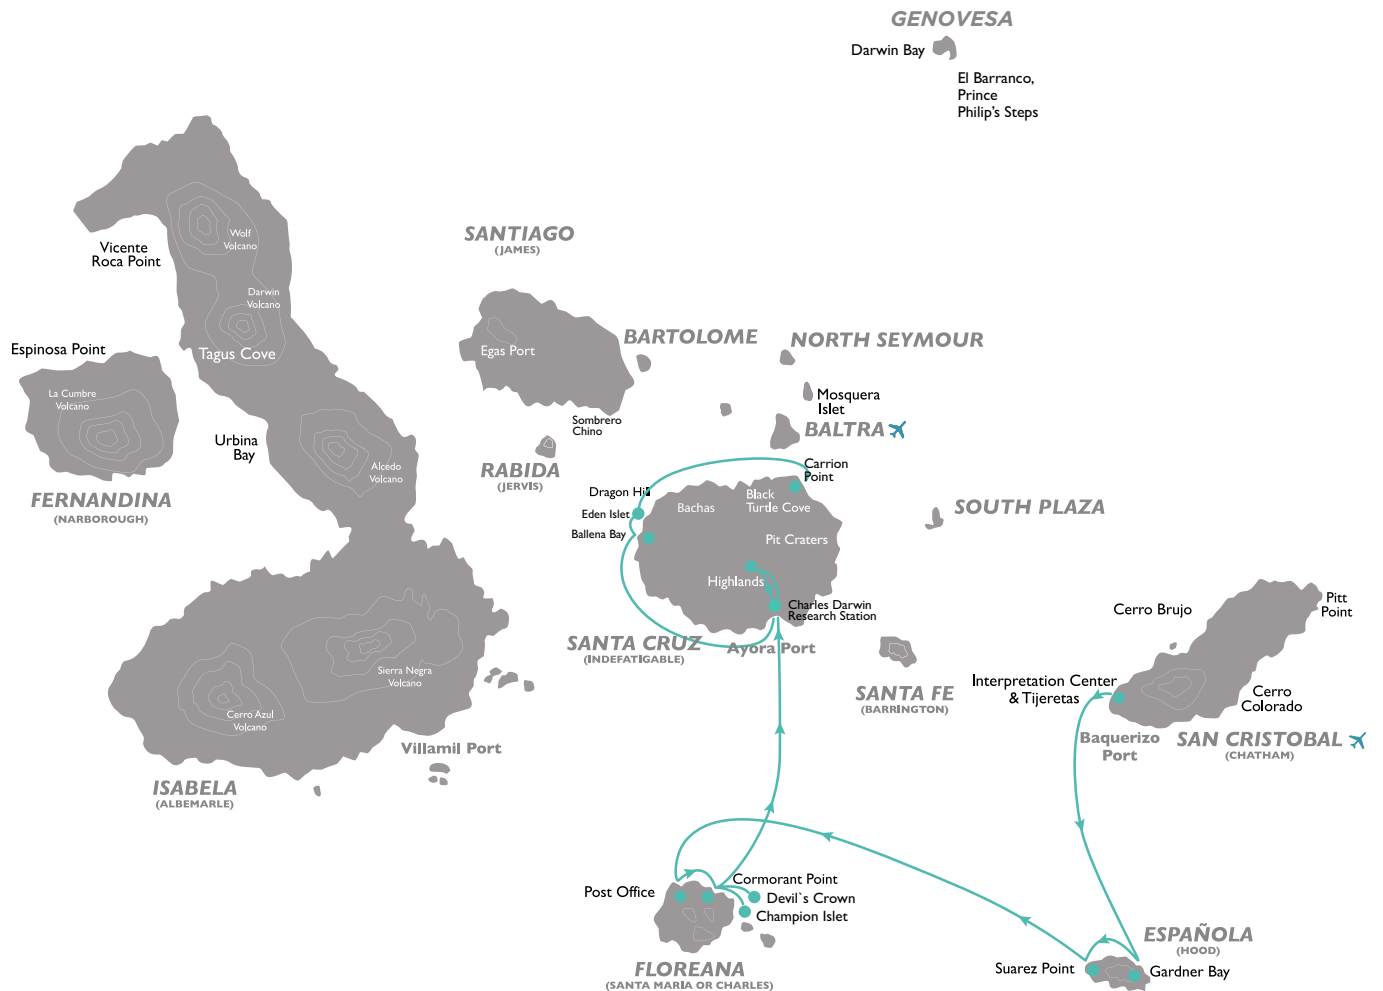 GENOVESA
Darwin Bay
El Barranco,
Prince
Philip's Steps
Wolf
Volcano
Vicente
Roca Point
SANTIAGO
(JAMES)
Darwin
Volcano
Tagus Cove
Espinosa Point
La Cumbre
Volcano
FERNANDINA
(NARBOROUGH)
Urbina
Bay
Alcedo
Volcano
Egas Port
BARTOLOME
NORTH SEYMOUR
Mosquera
Islet
BALTRA
Sombrero
Chino
RABIDA
(JERVIS)
Carrion
Point
Dragon Hill
Eden Islet
Ballena Bay
Bachas
Black
Turtle Cove
Pit Craters
Highlands
Charles Darwin
Research Station
SANTA CRUZ
(INDEFATIGABLE)
Ayora Port
SOUTH PLAZA
SANTA FE
(BARRINGTON)
Cerro Brujo
Pitt
Point
Interpretation Center
& Tijeretas
Cerro
Colorado
Baquerizo
Port
SAN CRISTOBAL
(CHATHAM)
Sierra Negra
Volcano
Cerro Azul
Volcano
Villamil Port
ISABELA
(ALBEMARLE)
Post Office
Cormorant Point
Devil`s Crown
Champion Islet
FLOREANA
(SANTA MARIA OR CHARLES)
ESPAÑOLA
(HOOD)
Suarez Point
Gardner Bay